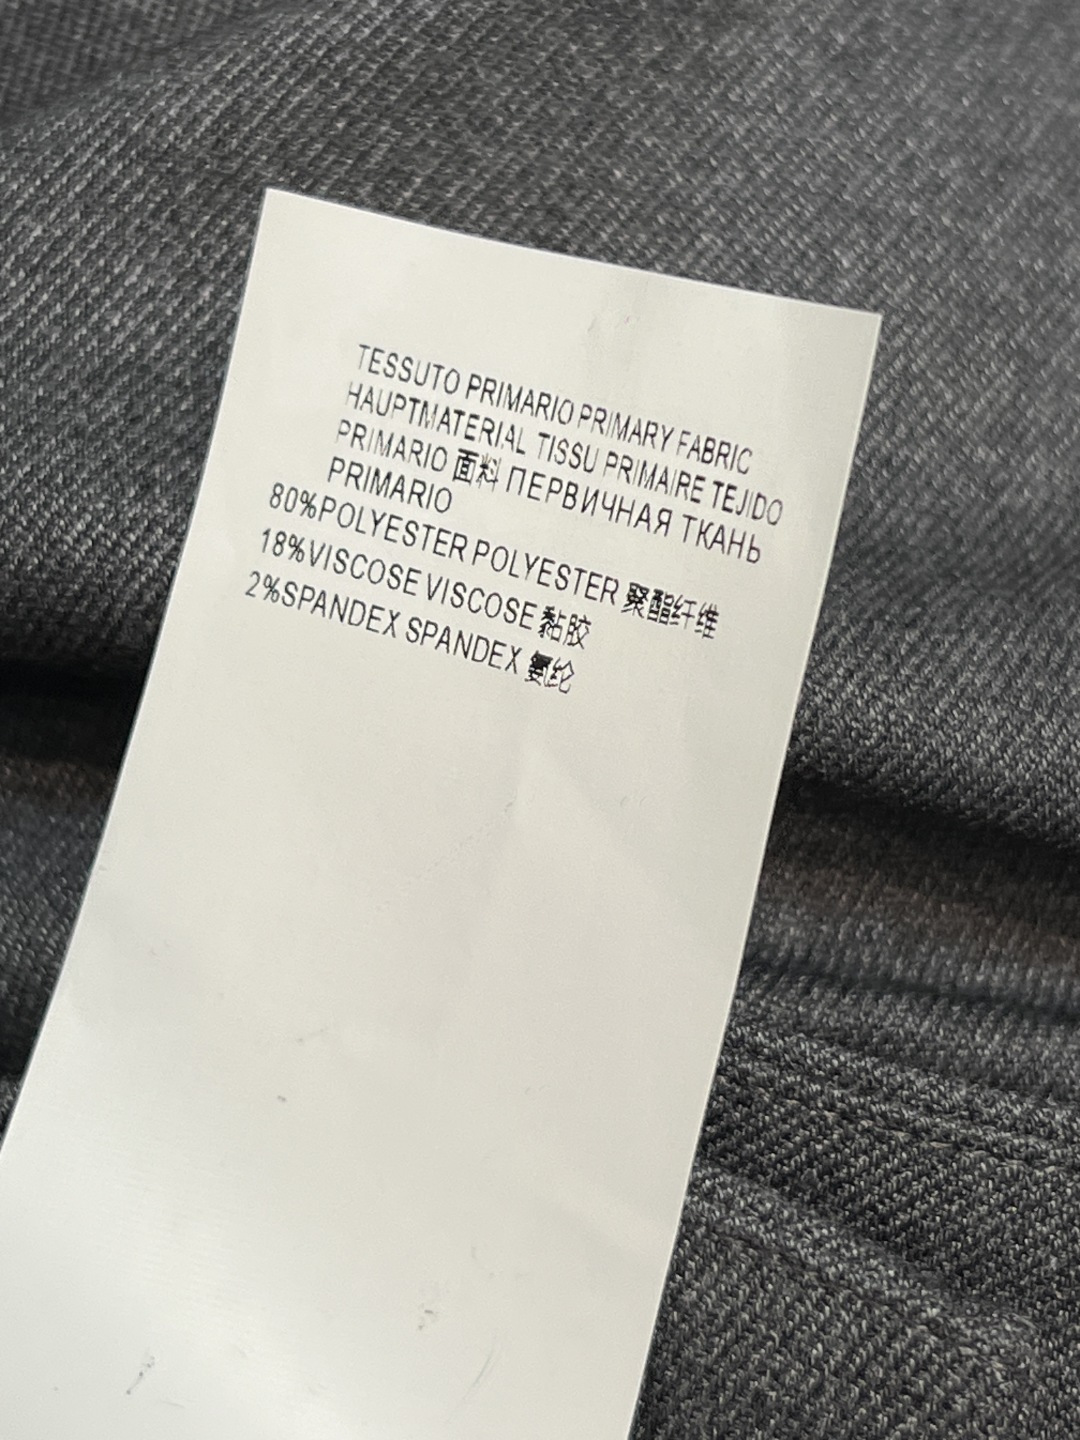 TESSUTO PRIMARIO PRIMARY FABRIC
HAUPTMATERIAL TISSU PRIMAIRE TEJIDO
PRIMARIO 面料 ПЕРВИЧНАЯ ТКАНЬ
PRIMARIO
80%POLYESTER POLYESTER 聚酯纤维
18%VISCOSE VISCOSE 黏胶
2%SPANDEX SPANDEX 氨纶